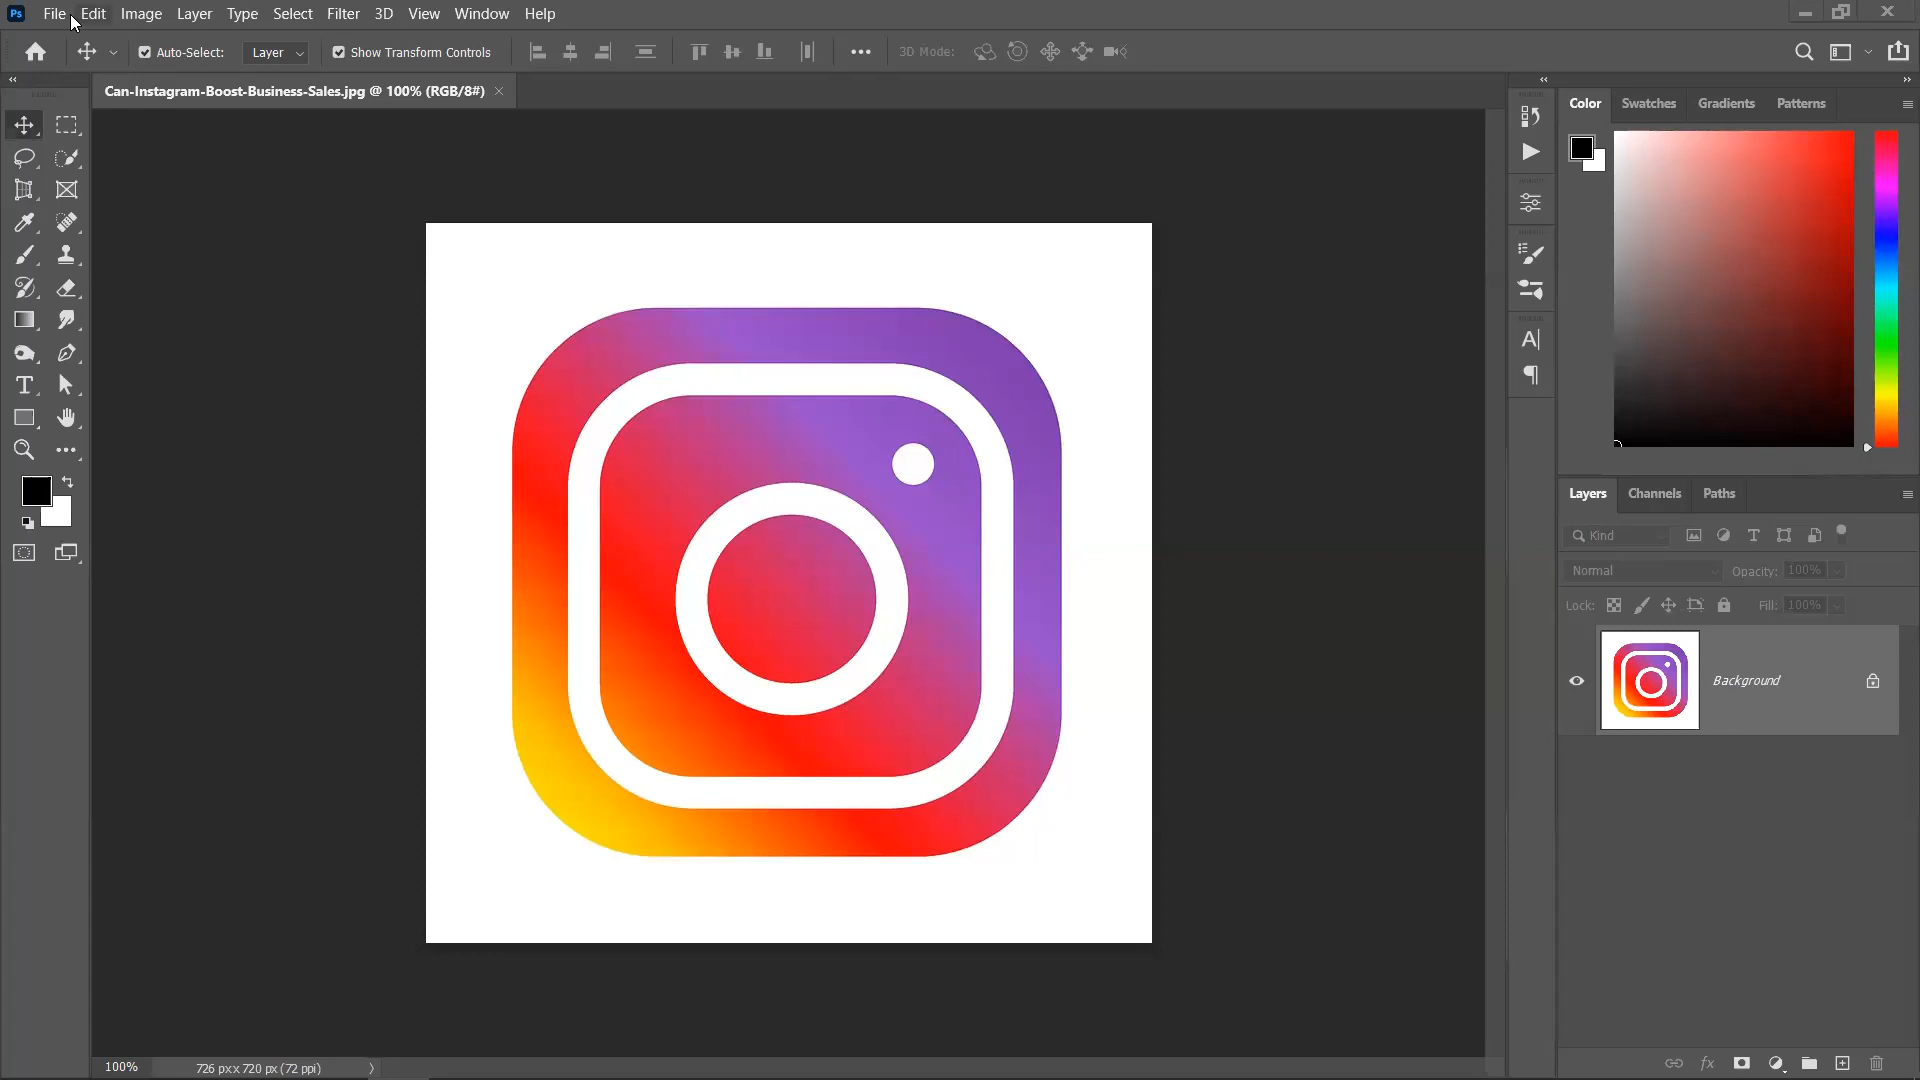 Ps File Edit Image Layer Type Select Filter 3D View Window Help
Auto-Select: Layer Show Transform Controls 3D Mode:
Can-Instagram-Boost-Business-Sales.jpg @ 100% (RGB/8#)
Color Swatches Gradients Patterns
Layers Channels Paths
Kind
Normal Opacity: 100%
Lock: Fill: 100%
Background
fx
100% 726 px x 720 px (72 ppi)